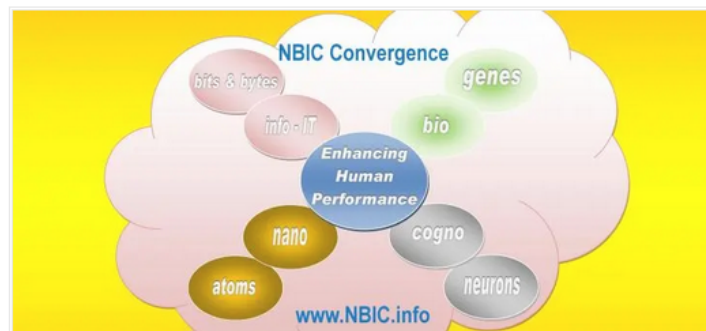 NBIC Convergence
bits & bytes
genes
info - IT
bio
Enhancing
Human
Performance
nano
cogno
atoms
neurons
www.NBIC.info